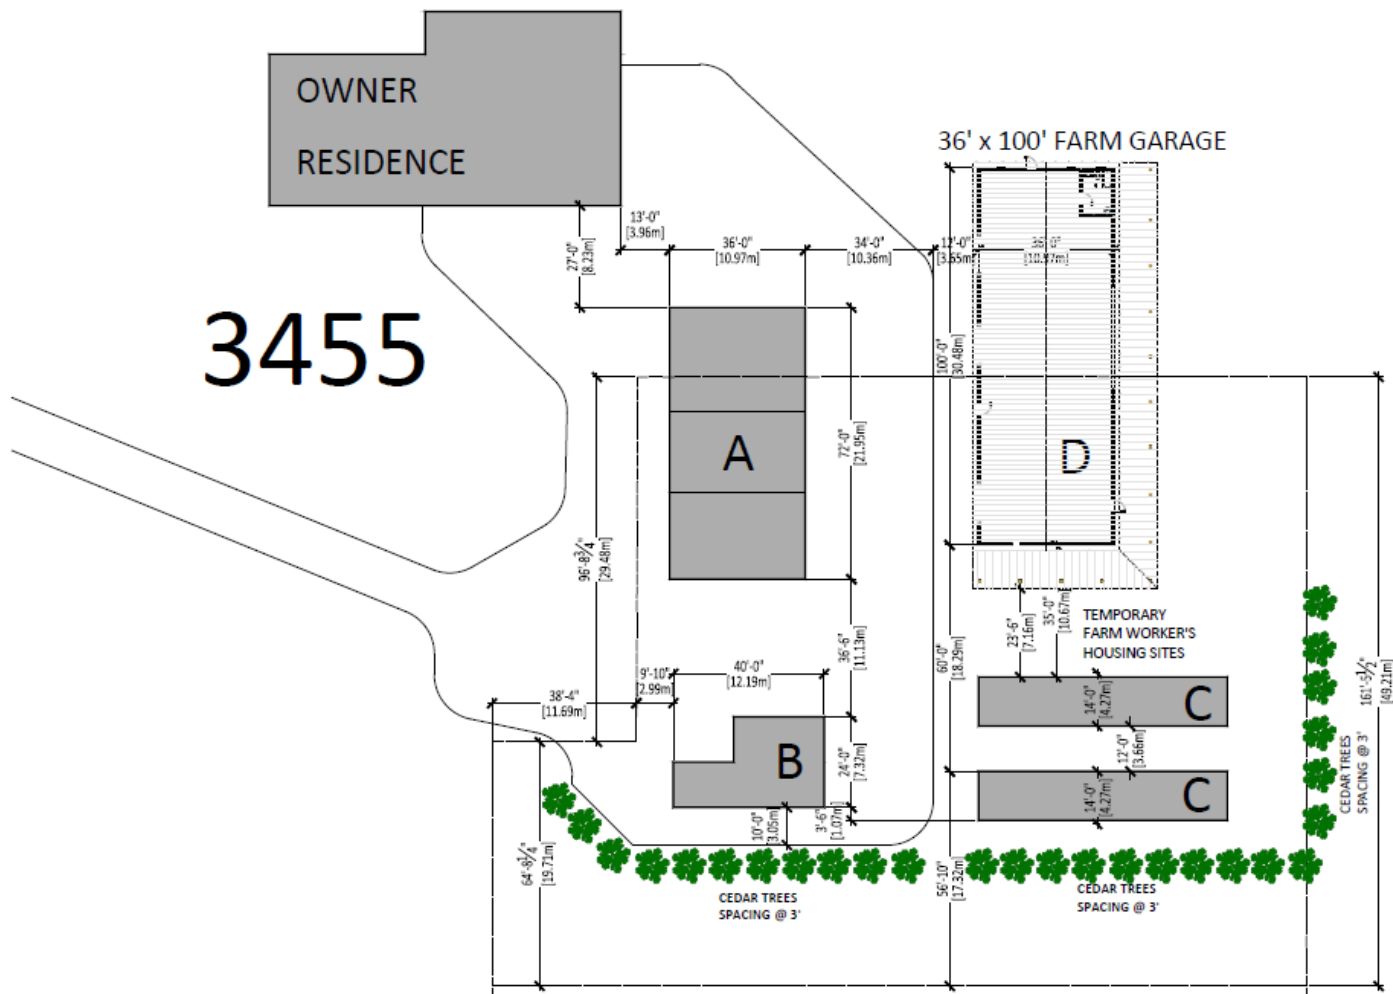 OWNER
RESIDENCE
36' x 100' FARM GARAGE
13'-0"
[3.96m]
27'-0"
[8.23m]
36'-0"
[10.97m]
34'-0"
[10.36m]
12'-0"
[3.65m]
36'-0"
[10.97m]
3455
100'-0"
[30.48m]
A
72'-0"
[21.95m]
D
96'-8¾"
[29.48m]
36'-6"
[11.13m]
23'-6"
[7.16m]
35'-0"
[10.67m]
TEMPORARY
FARM WORKER'S
HOUSING SITES
60'-0"
[18.29m]
161'-5½"
[49.21m]
9'-10"
[2.99m]
40'-0"
[12.19m]
38'-4"
[11.69m]
14'-0"
[4.27m]
C
B
24'-0"
[7.32m]
12'-0"
[3.66m]
CEDAR TREES
SPACING @ 3'
14'-0"
[4.27m]
C
10'-0"
[3.05m]
3'-6"
[1.07m]
64'-8¼"
[19.71m]
56'-10"
[17.32m]
CEDAR TREES
SPACING @ 3'
CEDAR TREES
SPACING @ 3'